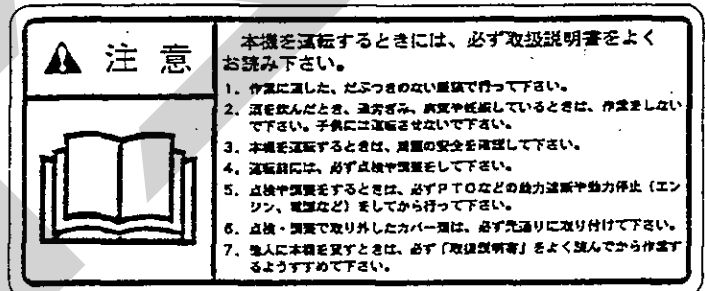 注 意
本機を運転するときには、必ず取扱説明書をよく
お読み下さい。
1. 作業に適した、だぶつきのない服装で行って下さい。
2. 酒を飲んだとき、過労ぎみ、病気や妊娠しているときは、作業をしない
で下さい。子供には運転させないで下さい。
3. 本機を運転するときは、周囲の安全を確認して下さい。
4. 運転前には、必ず点検や調整をして下さい。
5. 点検や調整をするときは、必ずPTOなどの動力遮断や動力停止(エン
ジン、電源など)をしてから行って下さい。
6. 点検・調整で取り外したカバー類は、必ず元通りに取り付けて下さい。
7. 他人に本機を貸すときは、必ず「取扱説明書」をよく読んでから作業す
るようすすめて下さい。